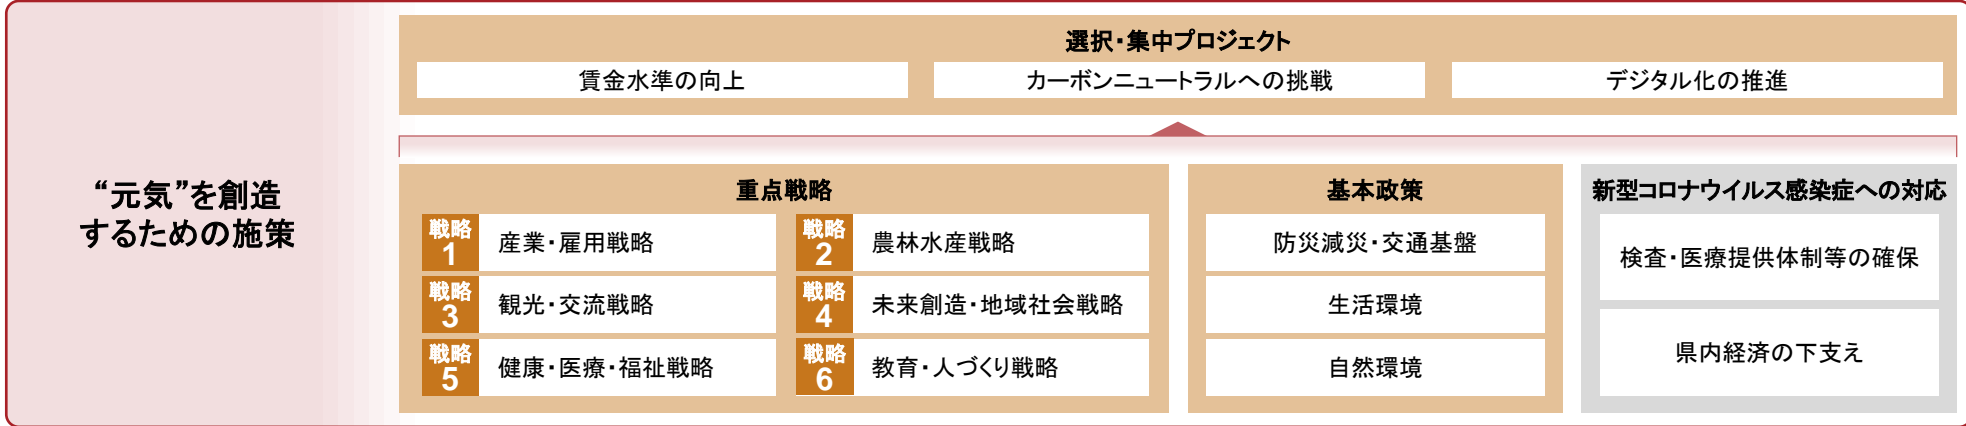 “元気”を創造
するための施策
選択・集中プロジェクト
賃金水準の向上
カーボンニュートラルへの挑戦
デジタル化の推進
重点戦略
戦略
1
産業・雇用戦略
戦略
2
農林水産戦略
戦略
3
観光・交流戦略
戦略
4
未来創造・地域社会戦略
戦略
5
健康・医療・福祉戦略
戦略
6
教育・人づくり戦略
基本政策
防災減災・交通基盤
生活環境
自然環境
新型コロナウイルス感染症への対応
検査・医療提供体制等の確保
県内経済の下支え